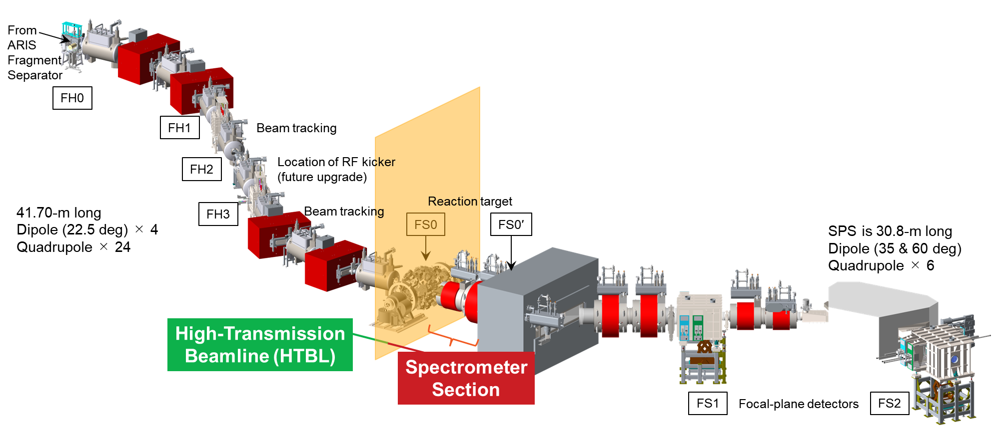 From
ARIS
Fragment
Separator
FH0
FH1
Beam tracking
FH2
Location of RF kicker
(future upgrade)
FH3
Beam tracking
Reaction target
FS0
FS0′
41.70-m long
Dipole (22.5 deg) × 4
Quadrupole × 24
SPS is 30.8-m long
Dipole (35 & 60 deg)
Quadrupole × 6
High-Transmission
Beamline (HTBL)
Spectrometer
Section
FS1
Focal-plane detectors
FS2